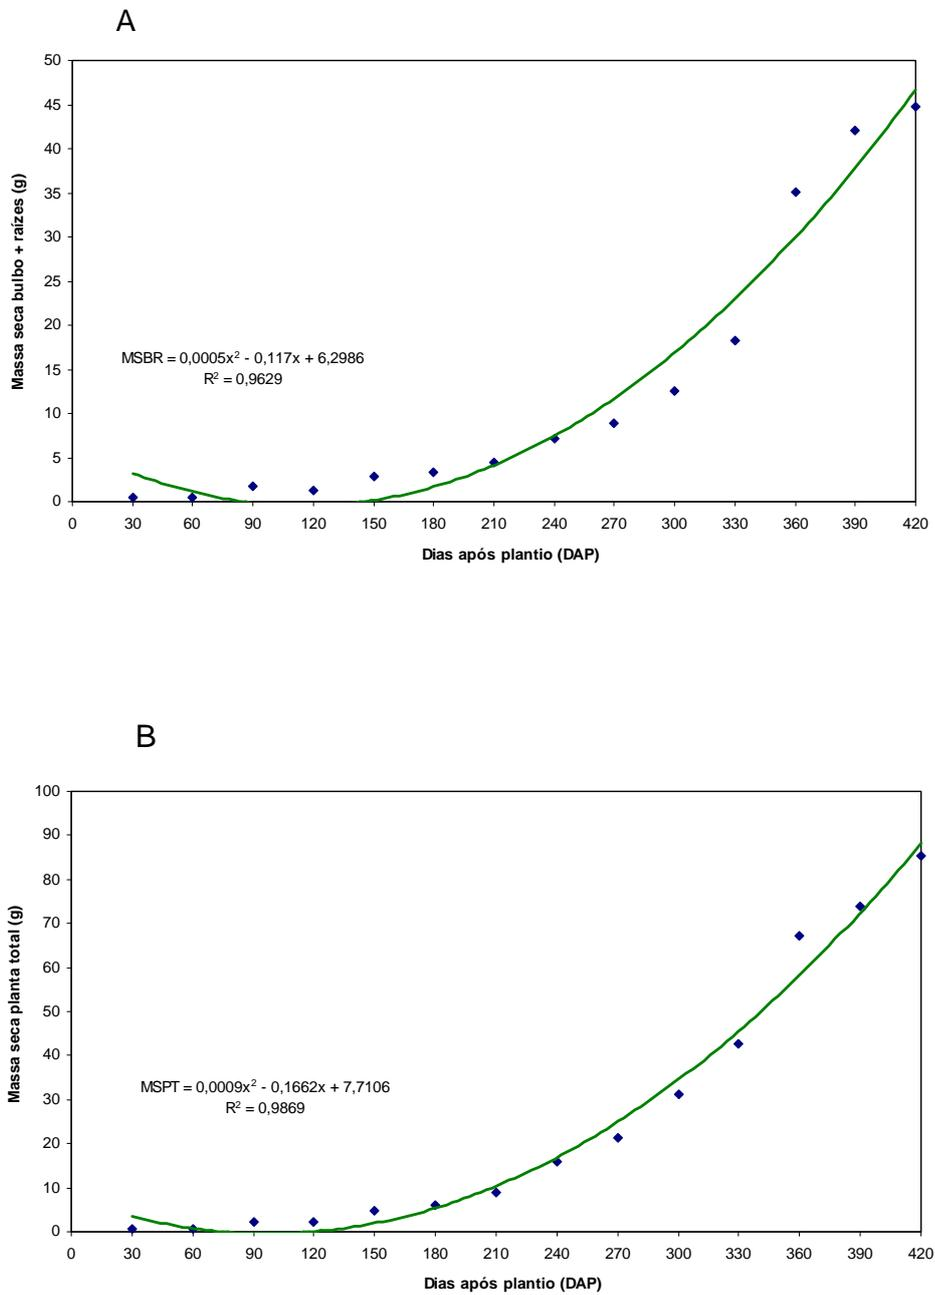 A
50
45
40
35
30
25
20
15
10
5
0
Massa seca bulbo + raízes (g)
MSBR = 0,0005x² - 0,117x + 6,2986
R² = 0,9629
0 30 60 90 120 150 180 210 240 270 300 330 360 390 420
Dias após plantio (DAP)
B
100
90
80
70
60
50
40
30
20
10
0
Massa seca planta total (g)
MSPT = 0,0009x² - 0,1662x + 7,7106
R² = 0,9869
0 30 60 90 120 150 180 210 240 270 300 330 360 390 420
Dias após plantio (DAP)